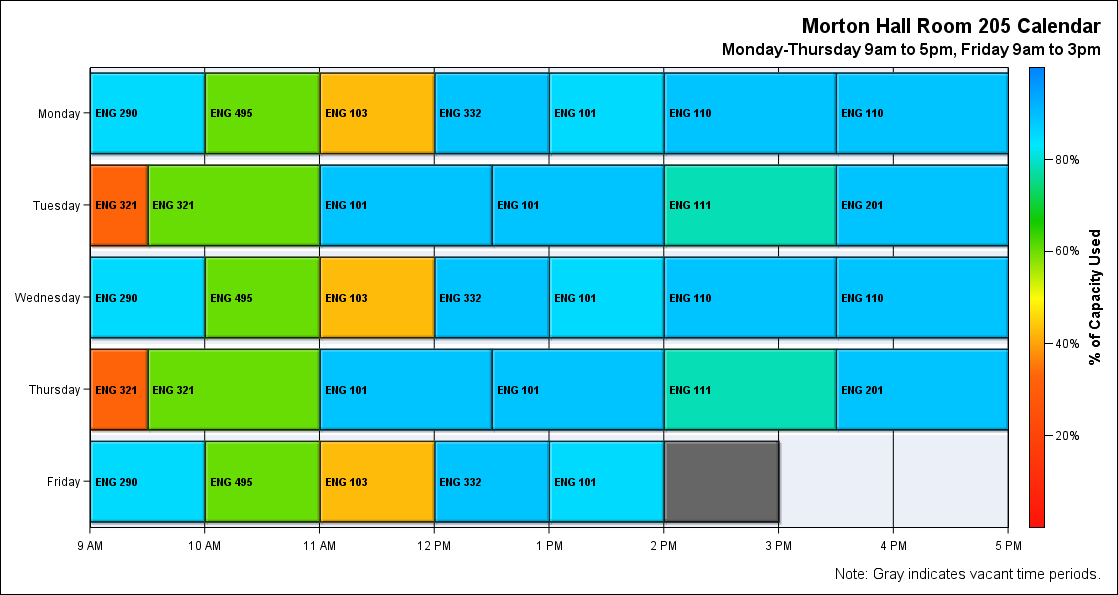 Morton Hall Room 205 Calendar
Monday-Thursday 9am to 5pm, Friday 9am to 3pm
Monday ENG 290 ENG 495 ENG 103 ENG 332 ENG 101 ENG 110 ENG 110
Tuesday ENG 321 ENG 321 ENG 101 ENG 101 ENG 111 ENG 201
Wednesday ENG 290 ENG 495 ENG 103 ENG 332 ENG 101 ENG 110 ENG 110
Thursday ENG 321 ENG 321 ENG 101 ENG 101 ENG 111 ENG 201
Friday ENG 290 ENG 495 ENG 103 ENG 332 ENG 101
9 AM 10 AM 11 AM 12 PM 1 PM 2 PM 3 PM 4 PM 5 PM
80%
60%
40%
20%
% of Capacity Used
Note: Gray indicates vacant time periods.